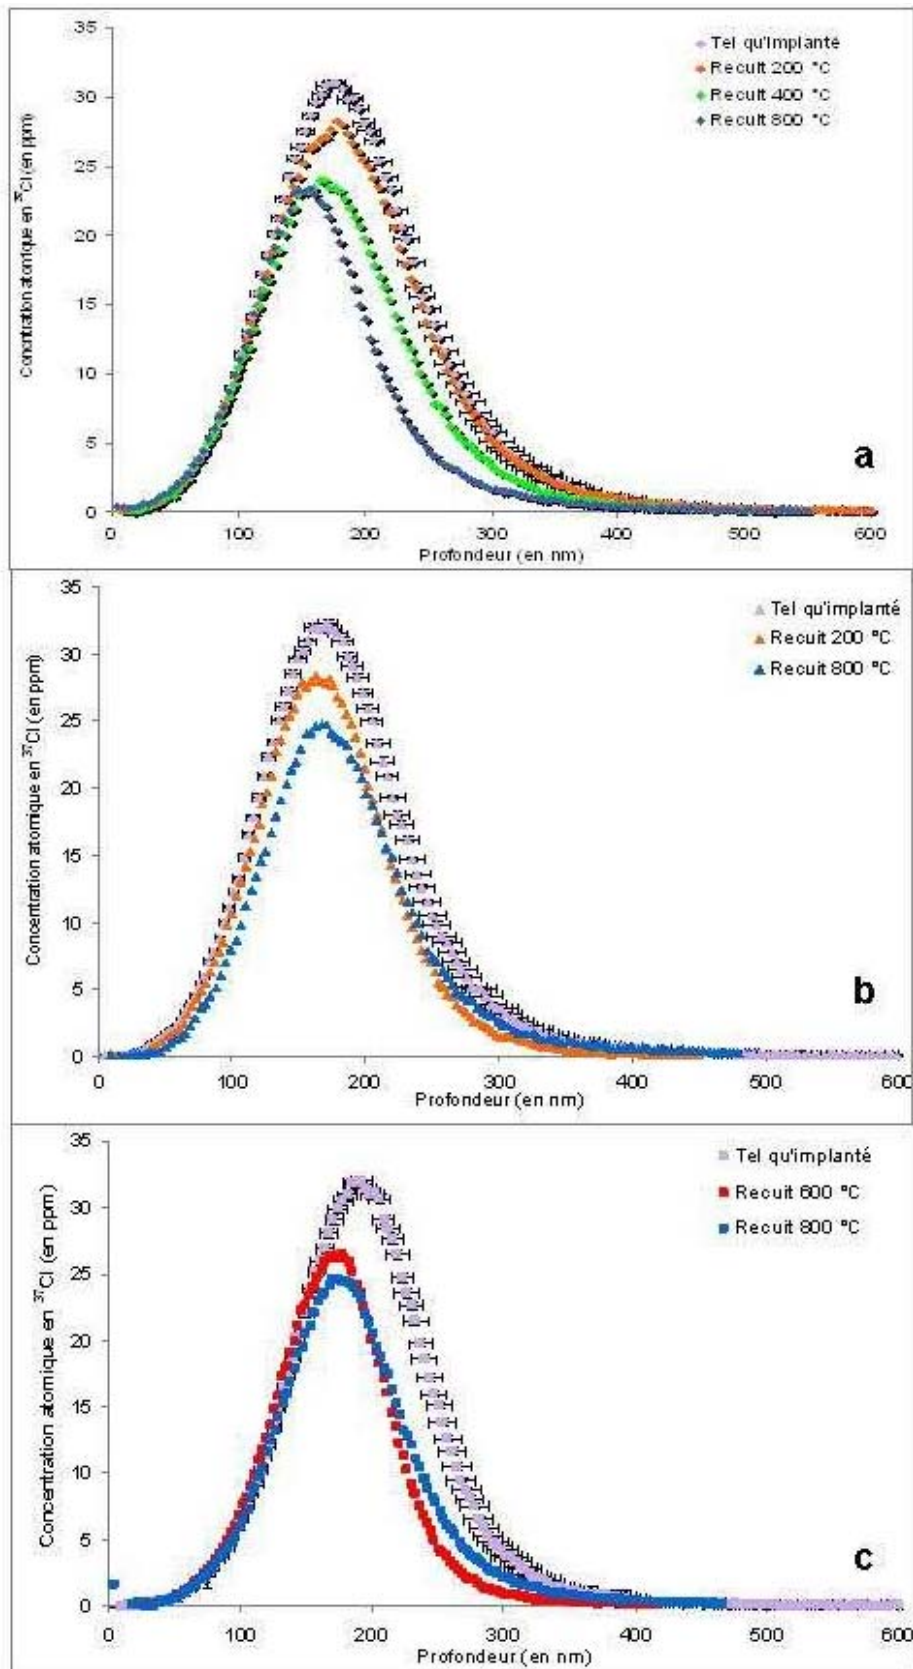 35
30
25
20
15
10
5
0
Concentration atomique en ³⁷Cl (en ppm)
Tel qu'implanté
Recuit 200 °C
Recuit 400 °C
Recuit 800 °C
a
0 100 200 300 400 500 600
Profondeur (en nm)
35
30
25
20
15
10
5
0
Concentration atomique en ³⁷Cl (en ppm)
Tel qu'implanté
Recuit 200 °C
Recuit 800 °C
b
0 100 200 300 400 500 600
Profondeur (en nm)
35
30
25
20
15
10
5
0
Concentration atomique en ³⁷Cl (en ppm)
Tel qu'implanté
Recuit 600 °C
Recuit 800 °C
c
0 100 200 300 400 500 600
Profondeur (en nm)